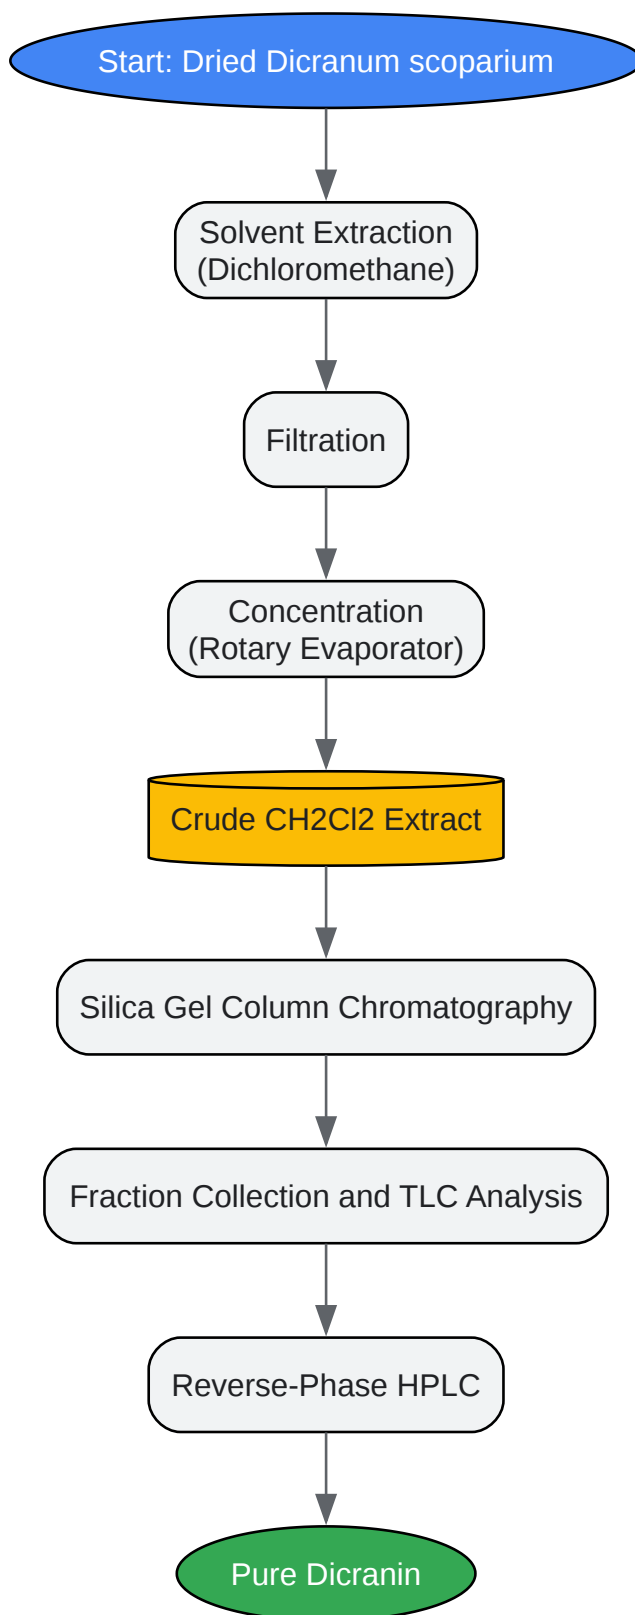 Start: Dried Dicranum scoparium
Solvent Extraction
(Dichloromethane)
Filtration
Concentration
(Rotary Evaporator)
Crude CH2Cl2 Extract
Silica Gel Column Chromatography
Fraction Collection and TLC Analysis
Reverse-Phase HPLC
Pure Dicranin